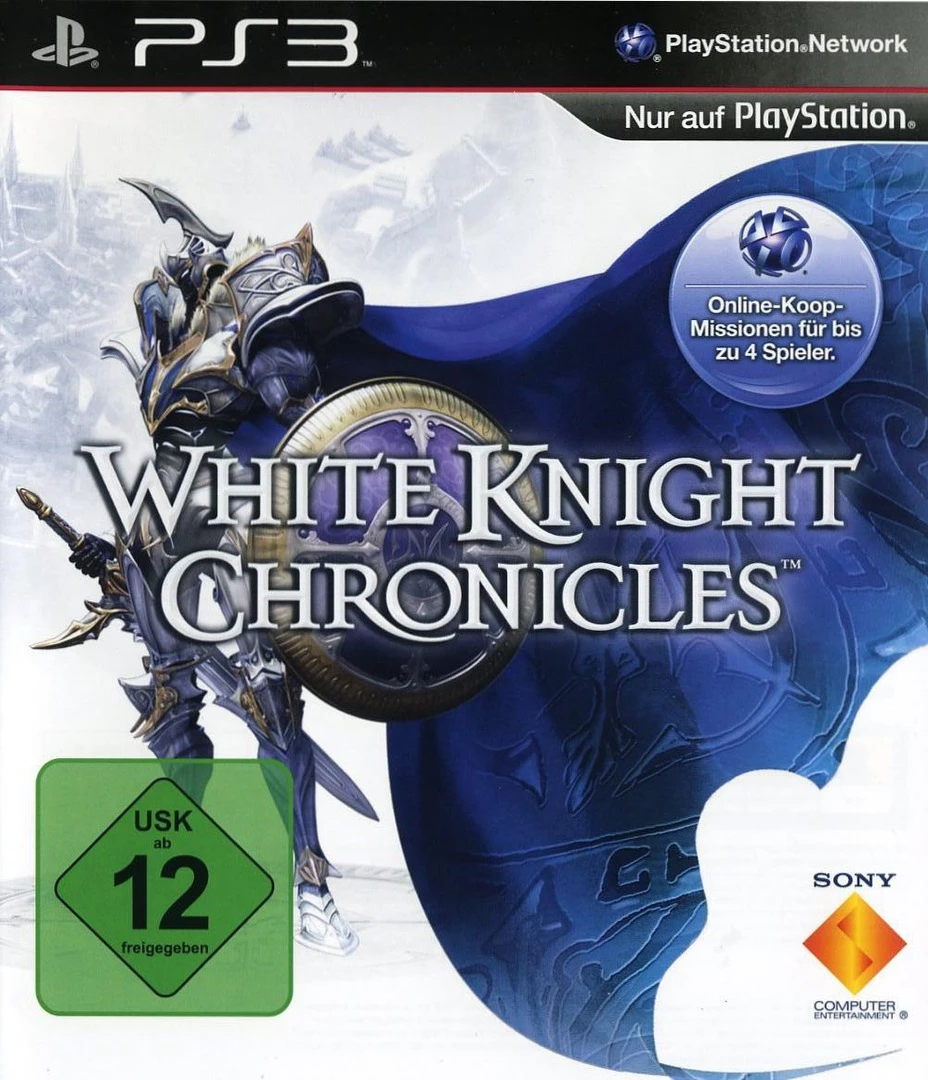 PS3™
PlayStation®Network
Nur auf PlayStation®
Online-Koop-
Missionen für bis
zu 4 Spieler.
WHITE KNIGHT
CHRONICLES™
USK
ab
12
freigegeben
SONY
COMPUTER
ENTERTAINMENT®